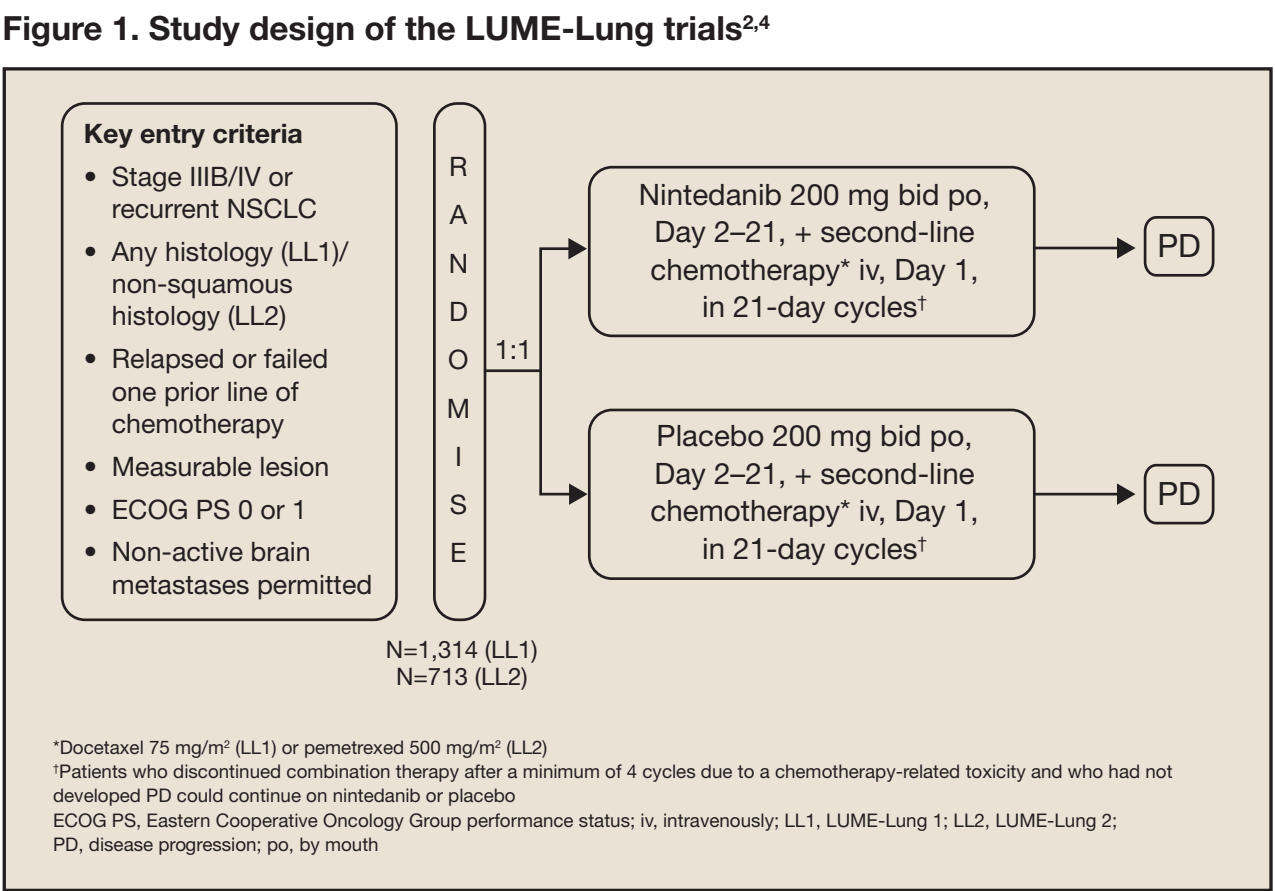 Figure 1. Study design of the LUME-Lung trials2,4
Key entry criteria
• Stage IIIB/IV or
recurrent NSCLC
• Any histology (LL1)/
non-squamous
histology (LL2)
• Relapsed or failed
one prior line of
chemotherapy
• Measurable lesion
• ECOG PS 0 or 1
• Non-active brain
metastases permitted
R
A
N
D
O
M
I
S
E
N=1,314 (LL1)
N=713 (LL2)
1:1
Nintedanib 200 mg bid po,
Day 2–21, + second-line
chemotherapy* iv, Day 1,
in 21-day cycles†
PD
Placebo 200 mg bid po,
Day 2–21, + second-line
chemotherapy* iv, Day 1,
in 21-day cycles†
PD
*Docetaxel 75 mg/m2 (LL1) or pemetrexed 500 mg/m2 (LL2)
†Patients who discontinued combination therapy after a minimum of 4 cycles due to a chemotherapy-related toxicity and who had not
developed PD could continue on nintedanib or placebo
ECOG PS, Eastern Cooperative Oncology Group performance status; iv, intravenously; LL1, LUME-Lung 1; LL2, LUME-Lung 2;
PD, disease progression; po, by mouth